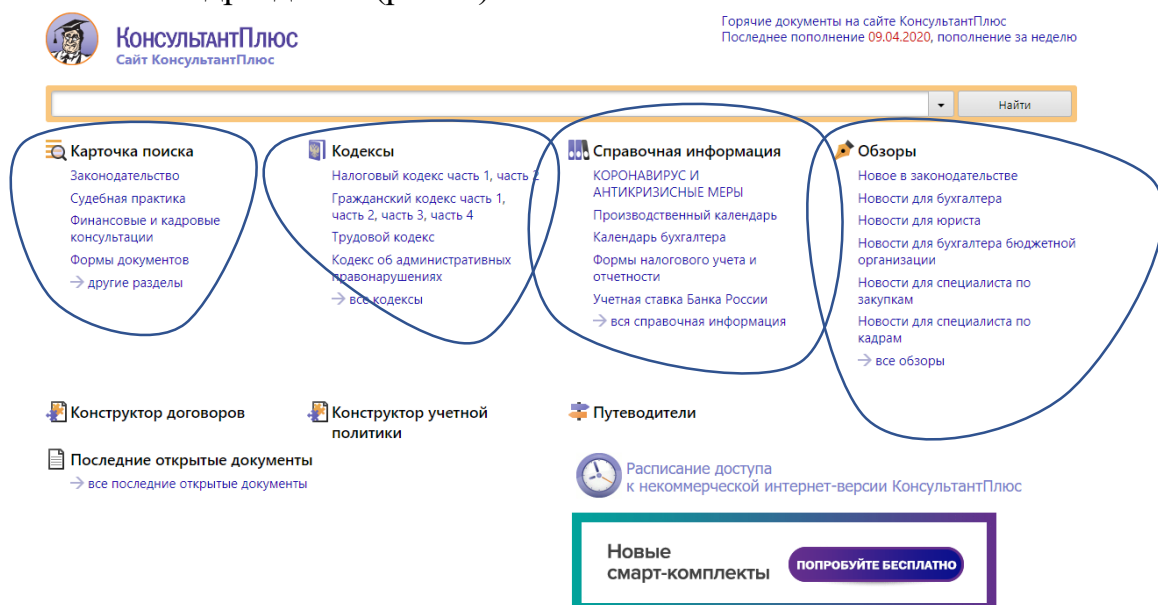 КонсультантПлюс
Сайт КонсультантПлюс
Горячие документы на сайте КонсультантПлюс
Последнее пополнение 09.04.2020, пополнение за неделю
Найти
Карточка поиска
Законодательство
Судебная практика
Финансовые и кадровые
консультации
Формы документов
→ другие разделы
Кодексы
Налоговый кодекс часть 1, часть 2
Гражданский кодекс часть 1,
часть 2, часть 3, часть 4
Трудовой кодекс
Кодекс об административных
правонарушениях
→ все кодексы
Справочная информация
КОРОНАВИРУС И
АНТИКРИЗИСНЫЕ МЕРЫ
Производственный календарь
Календарь бухгалтера
Формы налогового учета и
отчетности
Учетная ставка Банка России
→ вся справочная информация
Обзоры
Новое в законодательстве
Новости для бухгалтера
Новости для юриста
Новости для бухгалтера бюджетной
организации
Новости для специалиста по
закупкам
Новости для специалиста по
кадрам
→ все обзоры
Конструктор договоров
Конструктор учетной
политики
Путеводители
Последние открытые документы
→ все последние открытые документы
Расписание доступа
к некоммерческой интернет-версии КонсультантПлюс
Новые
смарт-комплекты
ПОПРОБУЙТЕ БЕСПЛАТНО